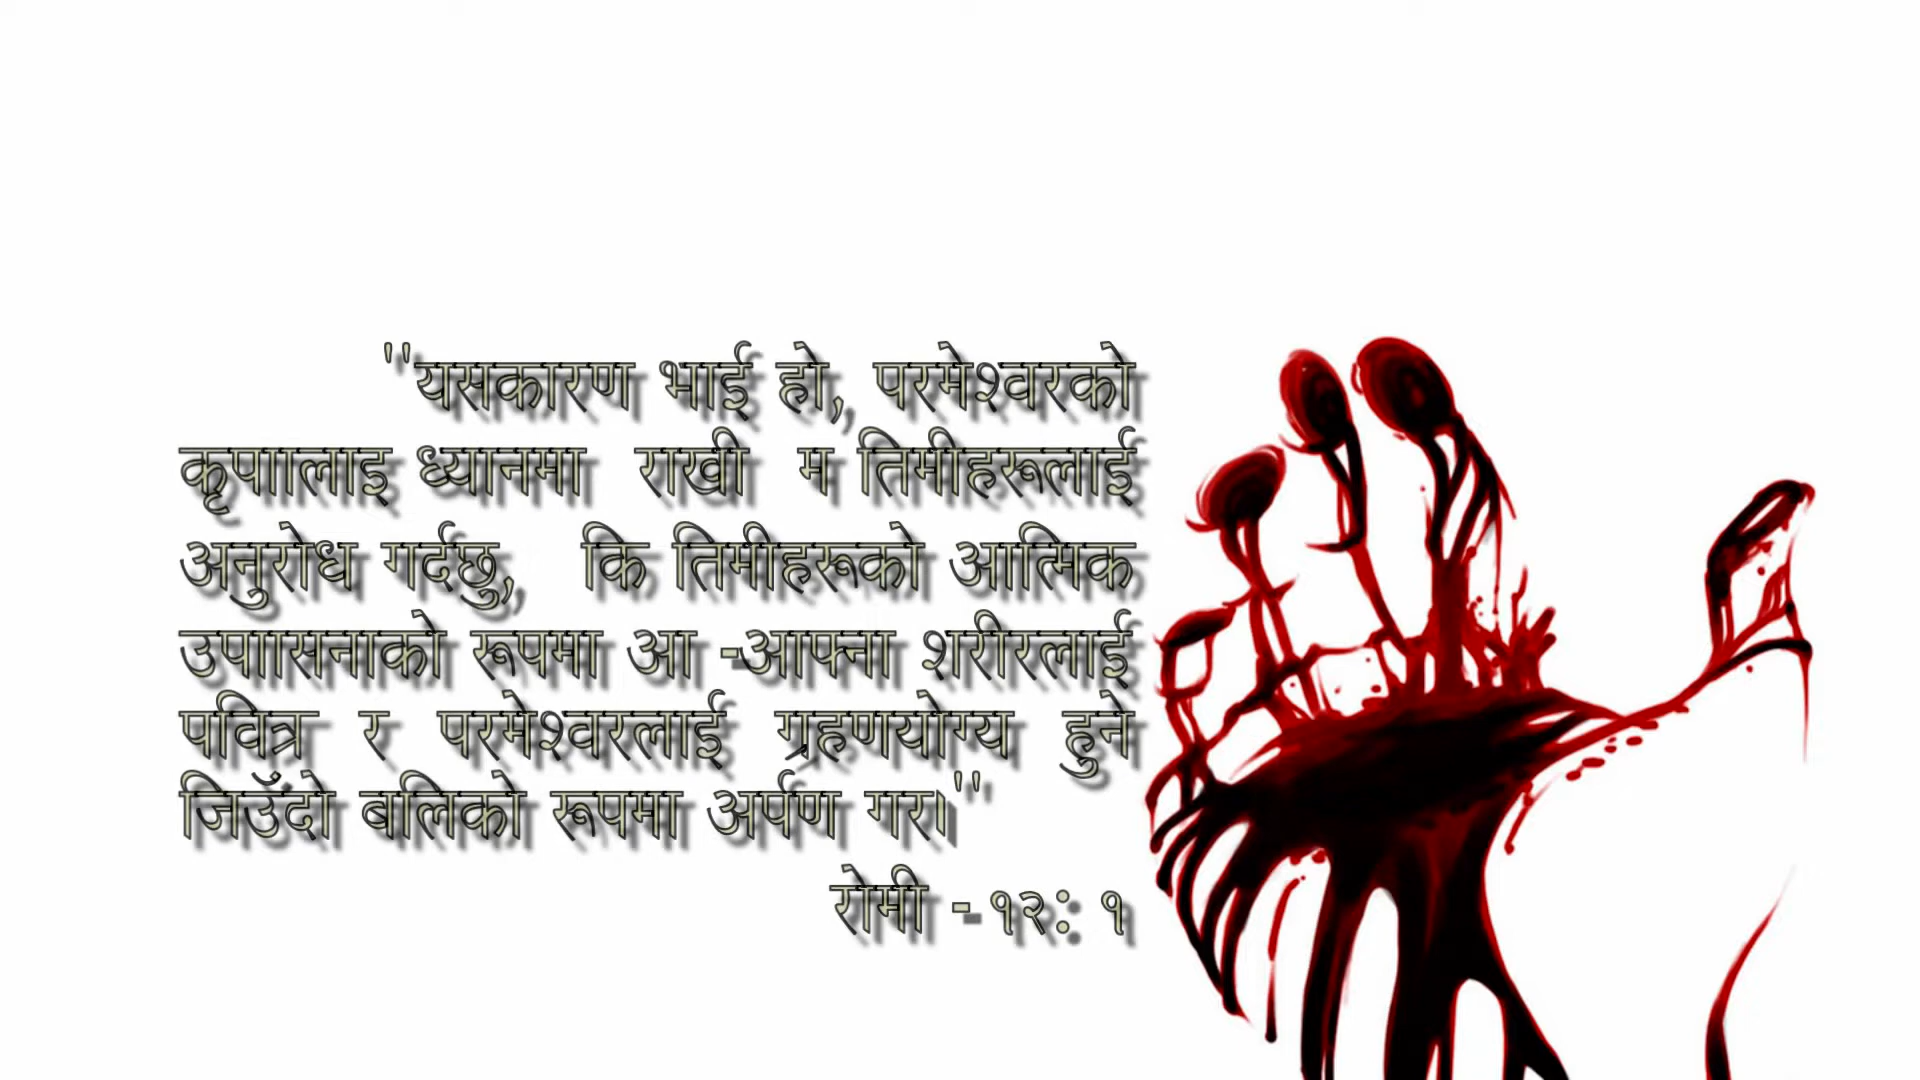 "यसकारण भाई हो, परमेश्वरको
कृपाालाइ ध्यानमा राखी म तिमीहरूलाई
अनुरोध गर्दछु, कि तिमीहरूको आत्मिक
उपाासनाको रूपमा आ -आफ्ना शरीरलाई
पवित्र र परमेश्वरलाई ग्रहणयोग्य हुने
जिउँदो बलिको रूपमा अर्पण गर।"
रोमी - १२: १